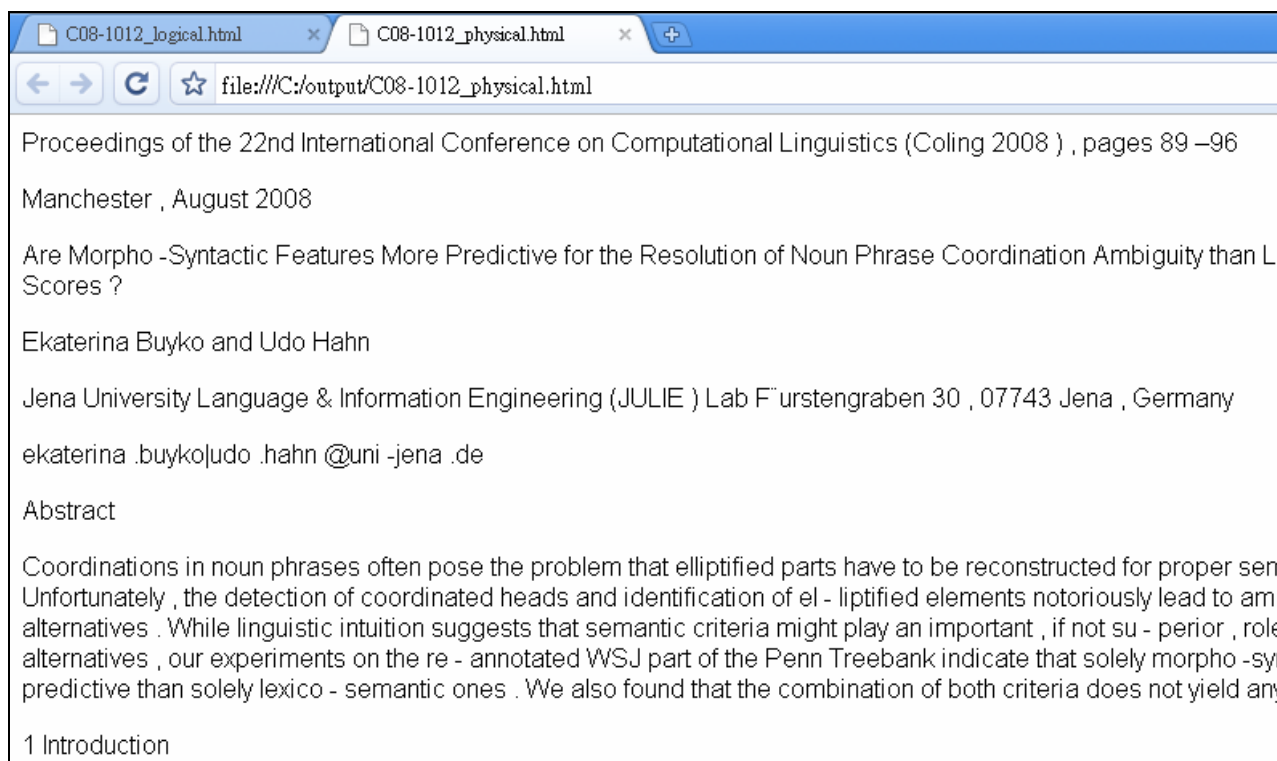 C08-1012_logical.html
C08-1012_physical.html
file:///C:/output/C08-1012_physical.html
Proceedings of the 22nd International Conference on Computational Linguistics (Coling 2008 ) , pages 89 –96
Manchester , August 2008
Are Morpho -Syntactic Features More Predictive for the Resolution of Noun Phrase Coordination Ambiguity than L
Scores ?
Ekaterina Buyko and Udo Hahn
Jena University Language & Information Engineering (JULIE ) Lab F¨urstengraben 30 , 07743 Jena , Germany
ekaterina .buyko|udo .hahn @uni -jena .de
Abstract
Coordinations in noun phrases often pose the problem that elliptified parts have to be reconstructed for proper sen
Unfortunately , the detection of coordinated heads and identification of el - liptified elements notoriously lead to am
alternatives . While linguistic intuition suggests that semantic criteria might play an important , if not su - perior , role
alternatives , our experiments on the re - annotated WSJ part of the Penn Treebank indicate that solely morpho -sy
predictive than solely lexico - semantic ones . We also found that the combination of both criteria does not yield any
1 Introduction